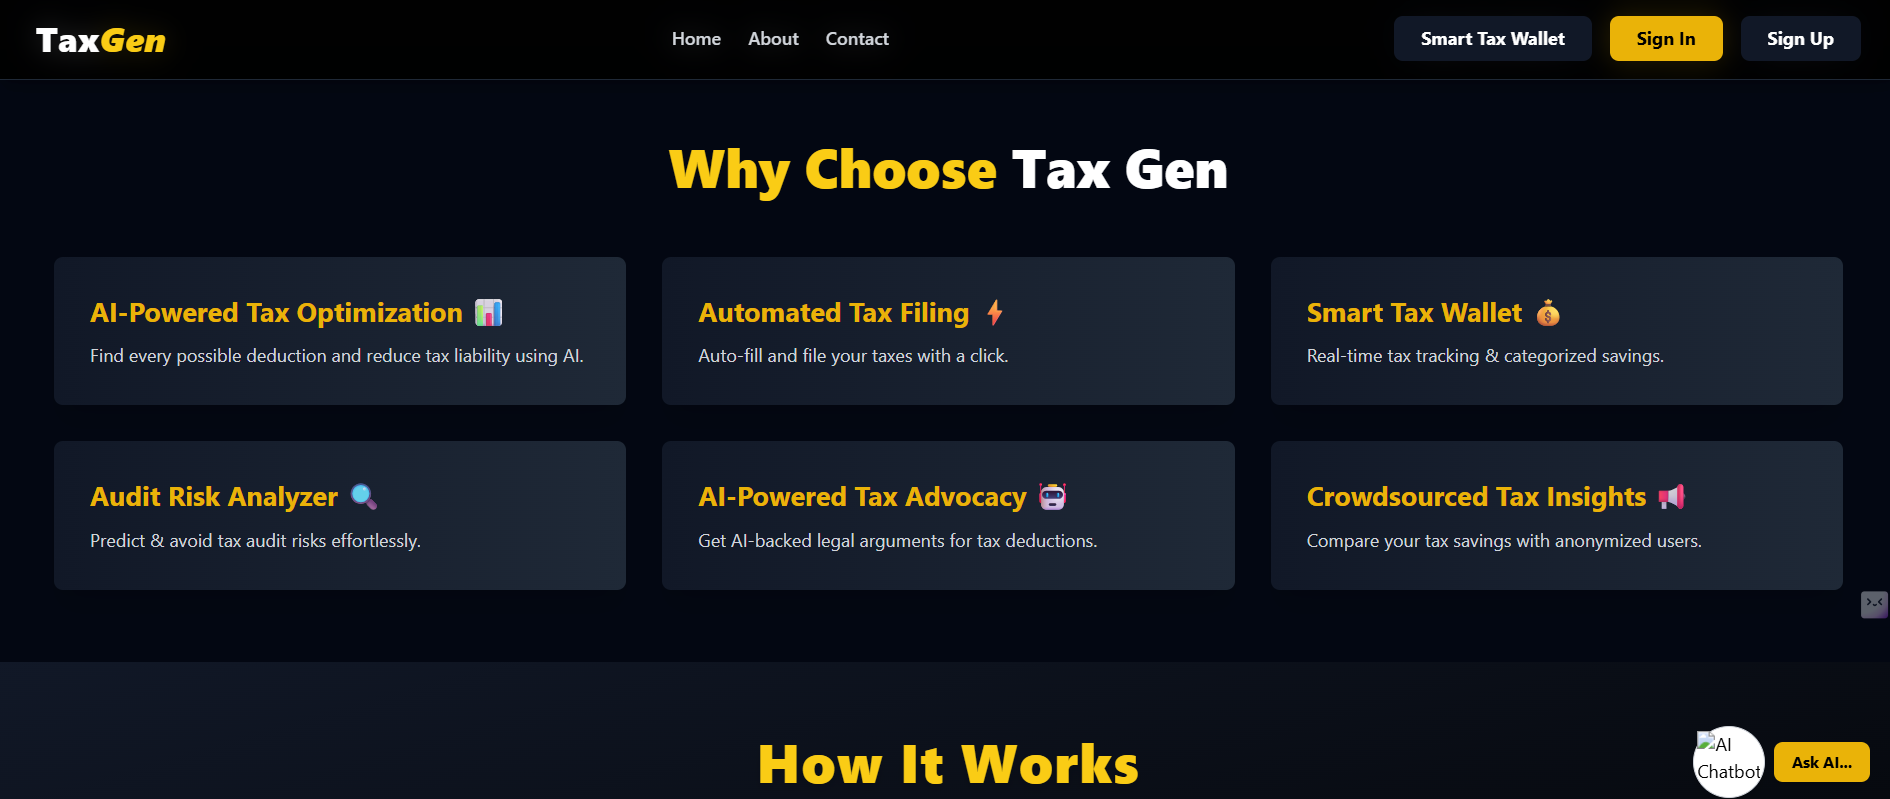 TaxGen
Home About Contact
Smart Tax Wallet Sign In Sign Up
Why Choose Tax Gen
AI-Powered Tax Optimization 📊
Find every possible deduction and reduce tax liability using AI.
Automated Tax Filing ⚡
Auto-fill and file your taxes with a click.
Smart Tax Wallet 💰
Real-time tax tracking & categorized savings.
Audit Risk Analyzer 🔍
Predict & avoid tax audit risks effortlessly.
AI-Powered Tax Advocacy 🤖
Get AI-backed legal arguments for tax deductions.
Crowdsourced Tax Insights 📢
Compare your tax savings with anonymized users.
How It Works
AI
Chatbot
Ask AI...